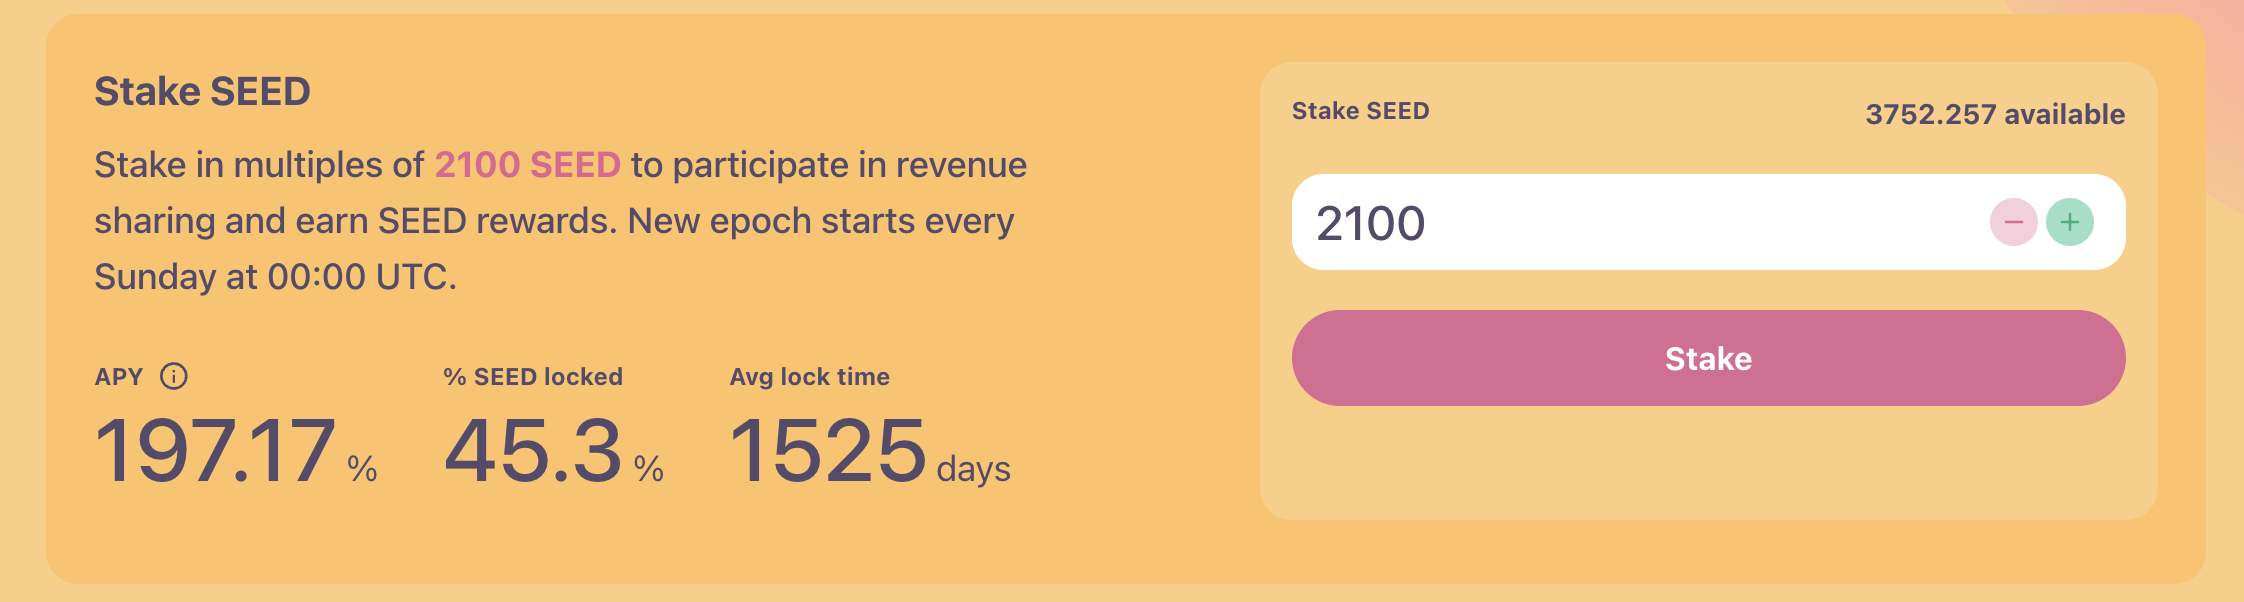 Stake SEED
Stake in multiples of 2100 SEED to participate in revenue
sharing and earn SEED rewards. New epoch starts every
Sunday at 00:00 UTC.
APY
197.17 %
% SEED locked
45.3 %
Avg lock time
1525 days
Stake SEED
3752.257 available
2100
Stake